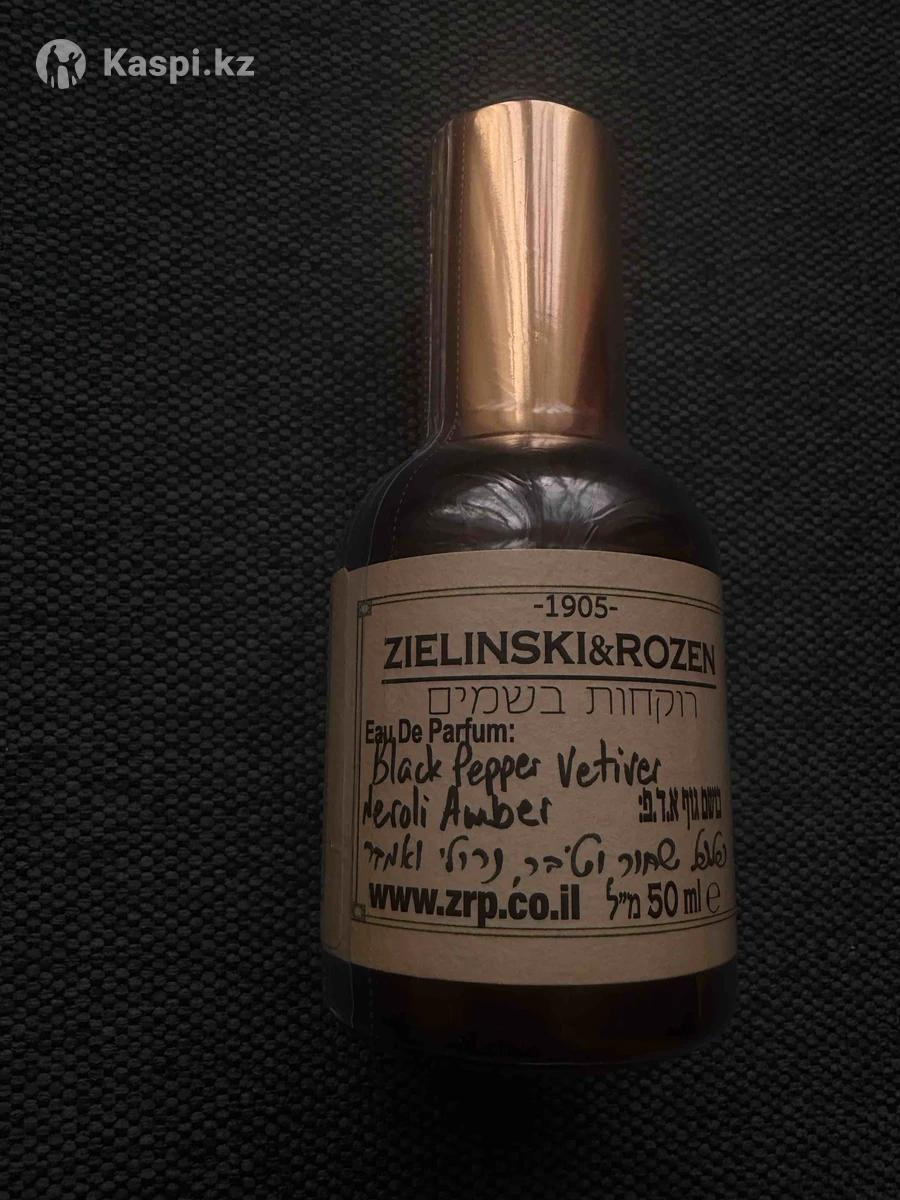 Kaspi.kz
-1905-
ZIELINSKI&ROZEN
רוקחות בשמים
Eau De Parfum:
Black Pepper Vetiver
Neroli Amber
בושם גוף א.ד.פ:
פלפל שחור וטיבר, נרולי ואמבר
www.zrp.co.il 50 מ״ל ml e